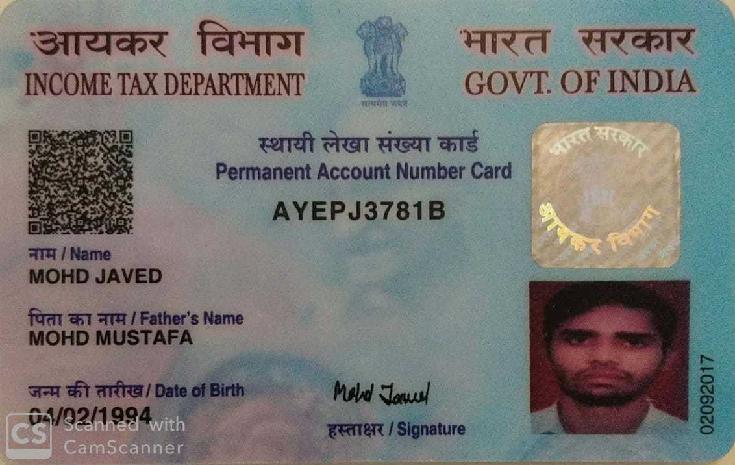 आयकर विभाग
INCOME TAX DEPARTMENT
सत्यमेव जयते
भारत सरकार
GOVT. OF INDIA
स्थायी लेखा संख्या कार्ड
Permanent Account Number Card
AYEPJ3781B
भारत सरकार
आयकर विभाग
नाम / Name
MOHD JAVED
पिता का नाम / Father's Name
MOHD MUSTAFA
जन्म की तारीख / Date of Birth
04/02/1994
Mohd Javed
हस्ताक्षर / Signature
02092017
CS Scanned with
CamScanner